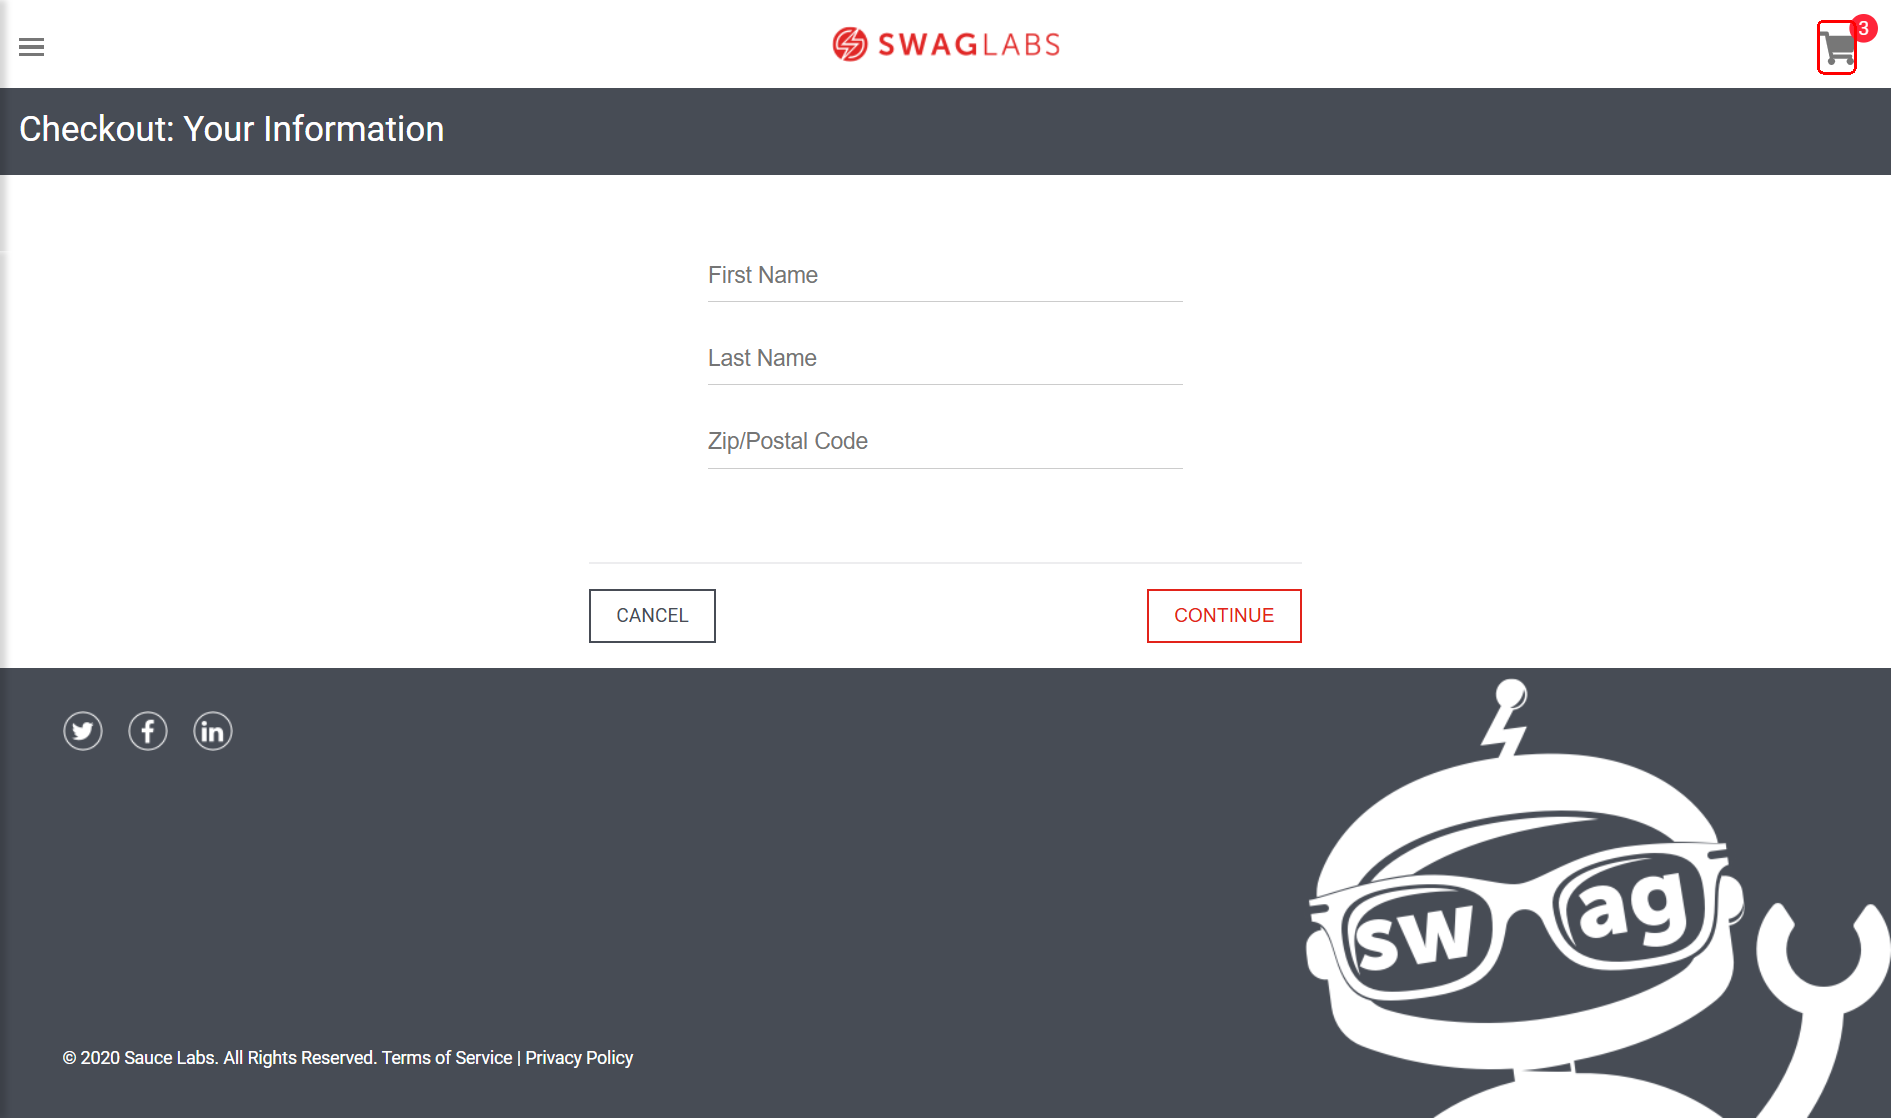 SWAGLABS
3
Checkout: Your Information
First Name
Last Name
Zip/Postal Code
CANCEL
CONTINUE
in
sw ag
© 2020 Sauce Labs. All Rights Reserved. Terms of Service | Privacy Policy